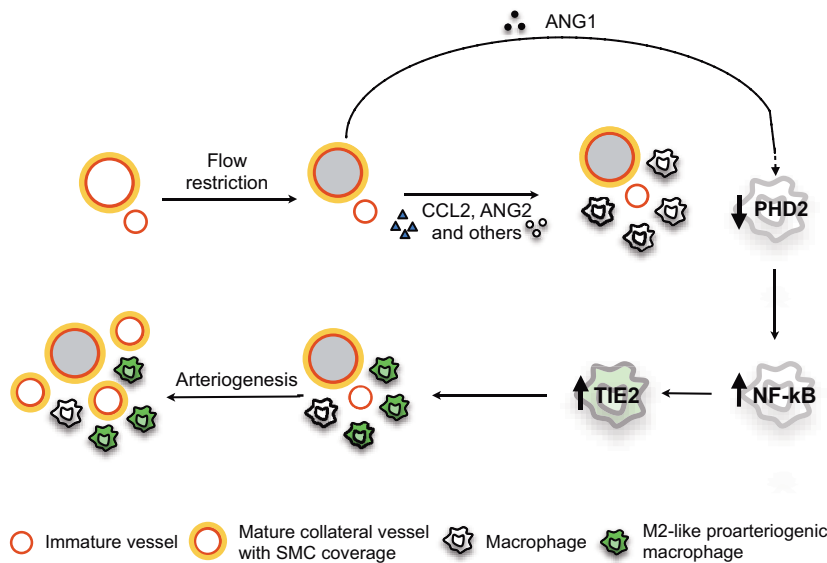 ANG1
Flow
restriction
CCL2, ANG2
and others
PHD2
Arteriogenesis
TIE2
NF-kB
Immature vessel
Mature collateral vessel
with SMC coverage
Macrophage
M2-like proarteriogenic
macrophage